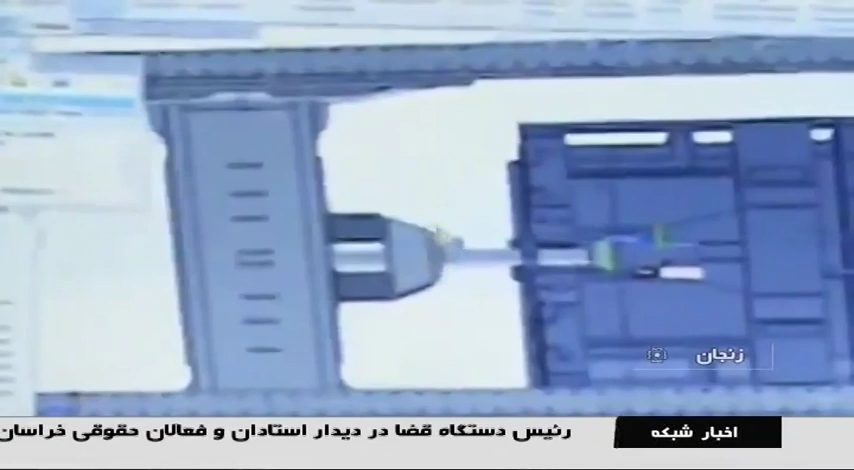 زنجان
اخبار شبکه
رئیس دستگاه قضا در دیدار استادان و فعالان حقوقی خراسان